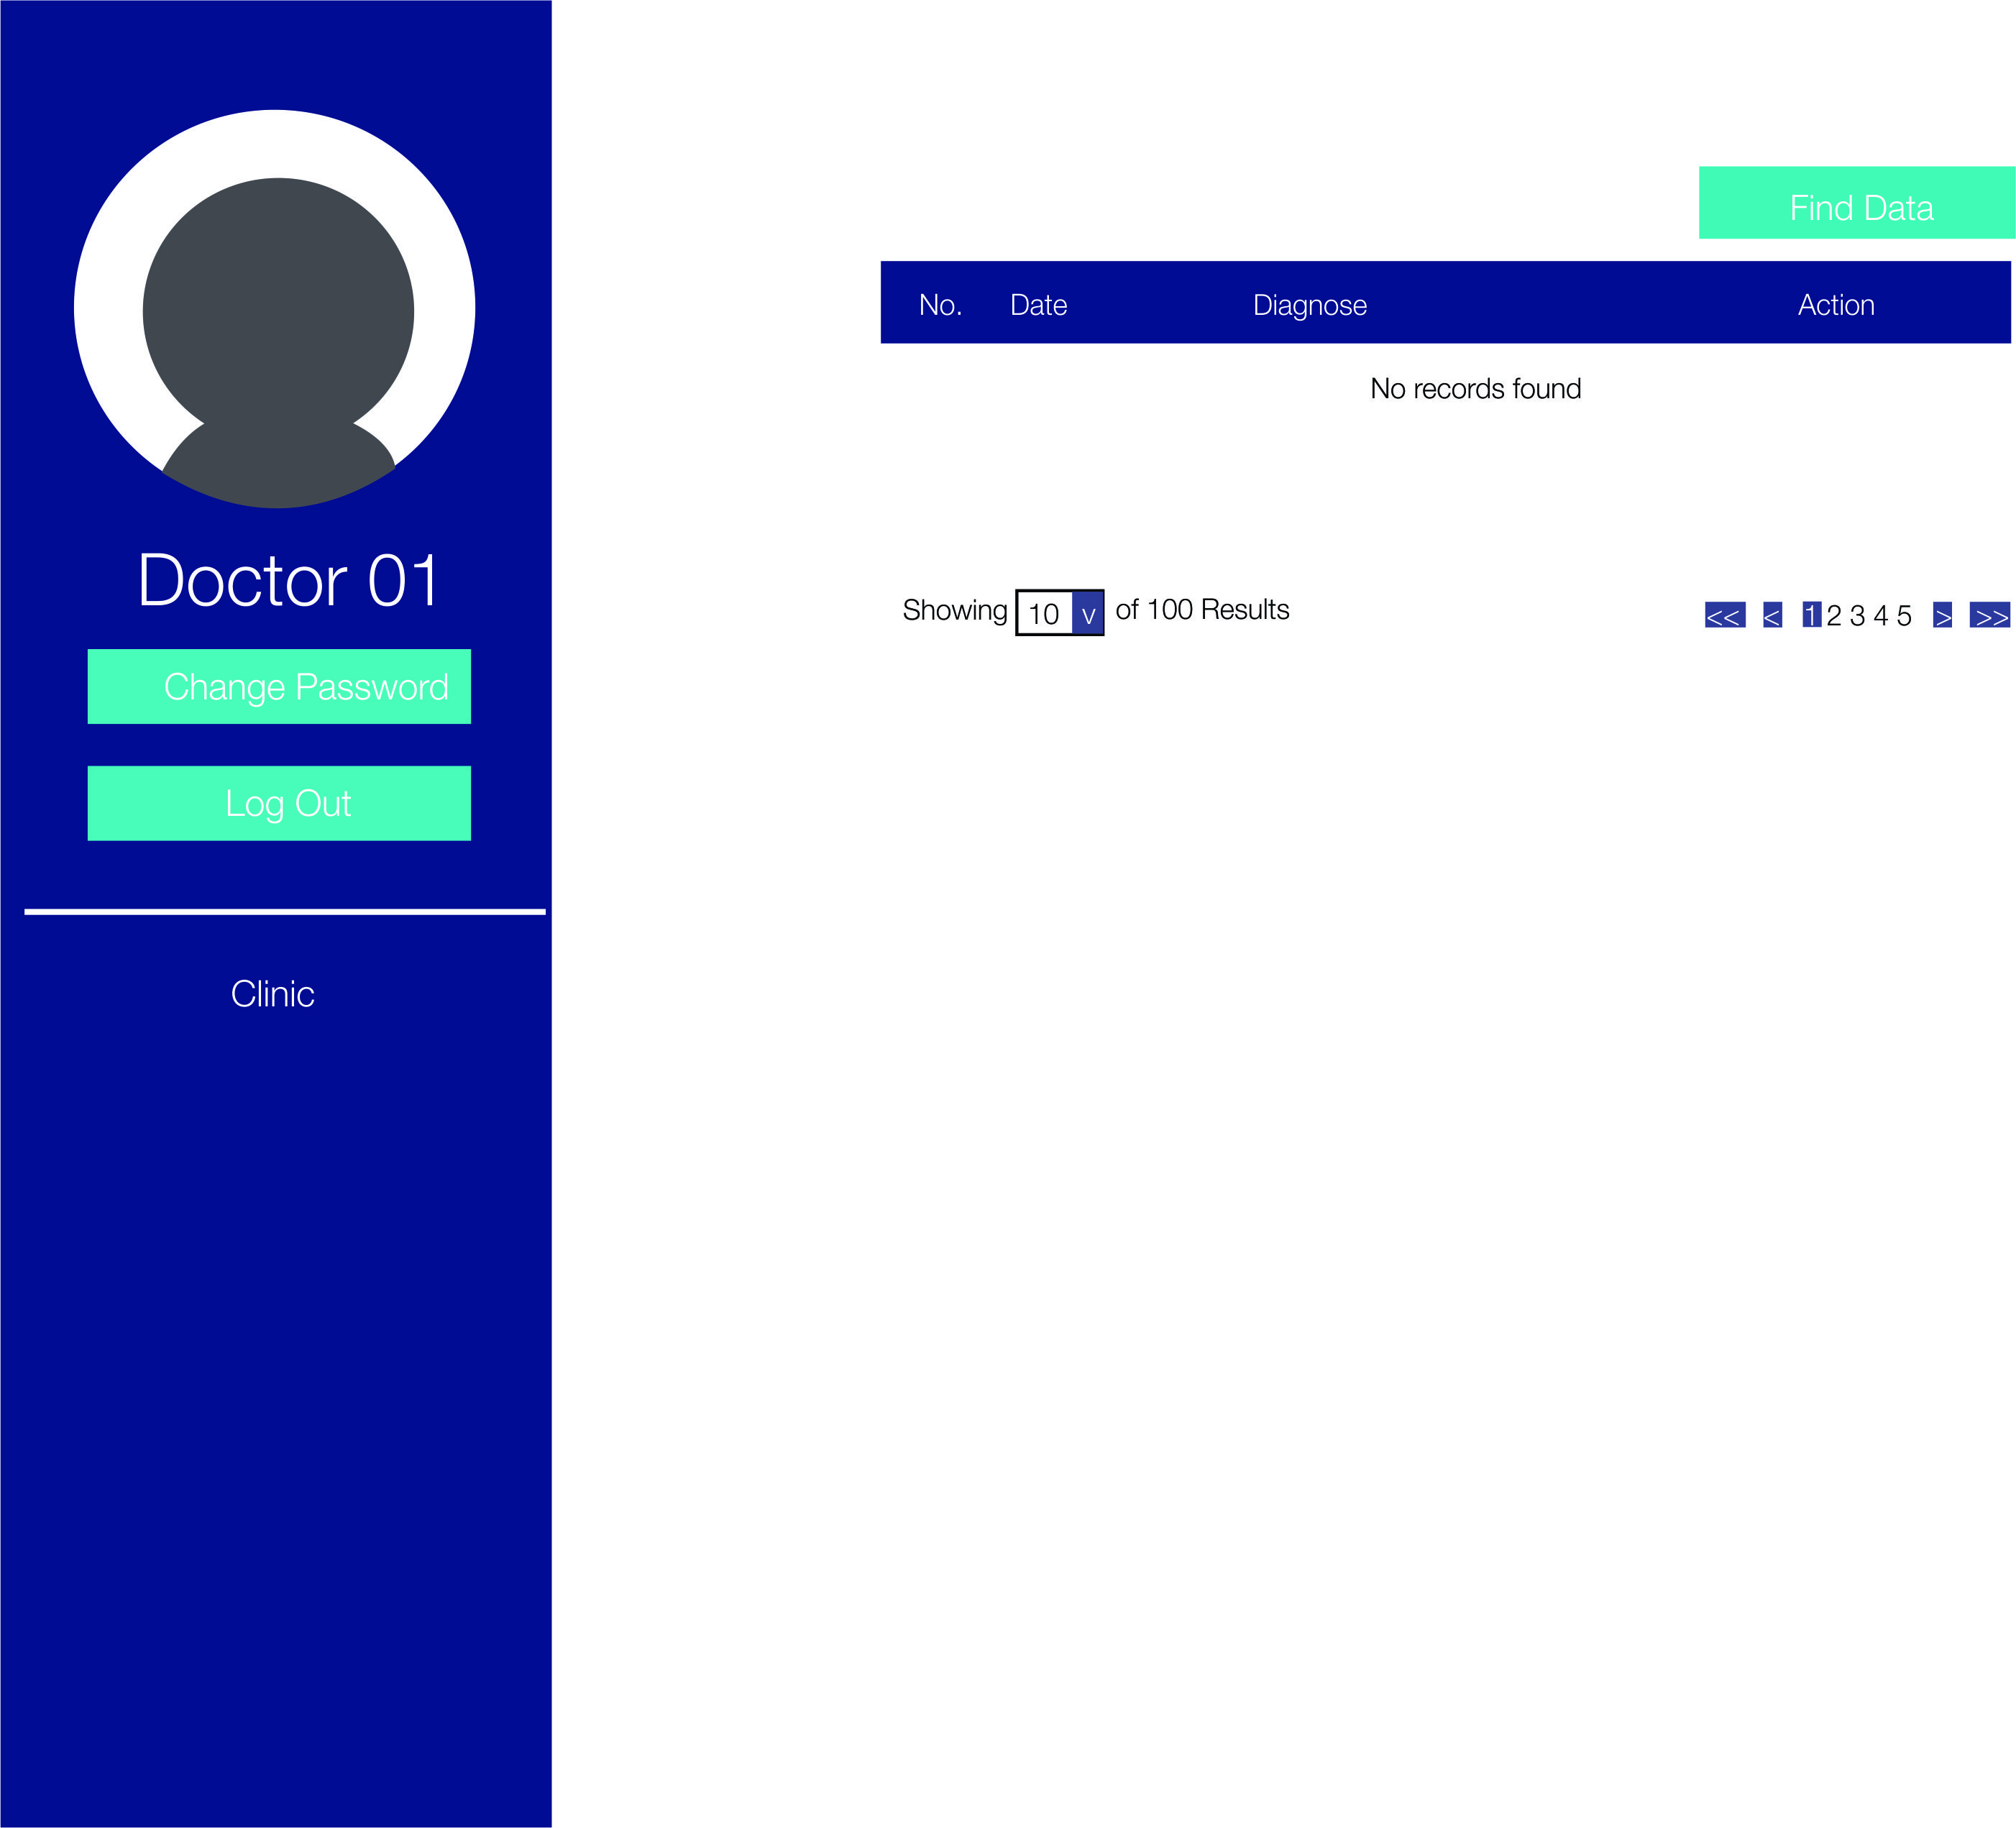 Doctor 01
Change Password
Log Out
Clinic
Find Data
No. Date Diagnose Action
No records found
Showing 10 v of 100 Results << < 1 2 3 4 5 > >>